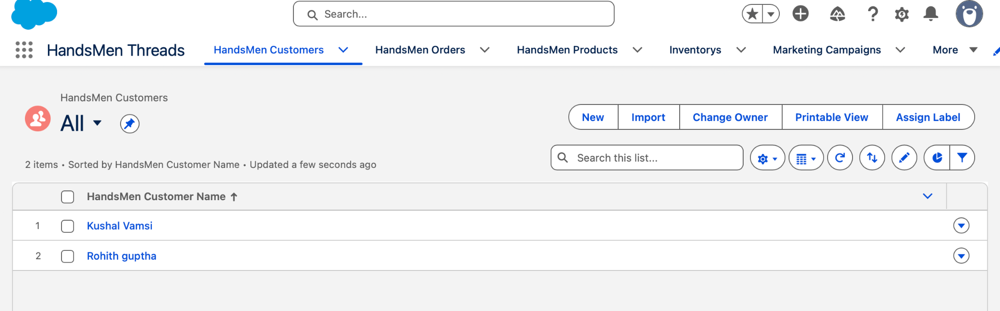 Search...
HandsMen Threads
HandsMen Customers
HandsMen Orders
HandsMen Products
Inventorys
Marketing Campaigns
More
HandsMen Customers
All
New
Import
Change Owner
Printable View
Assign Label
2 items • Sorted by HandsMen Customer Name • Updated a few seconds ago
Search this list...
HandsMen Customer Name
1 Kushal Vamsi
2 Rohith guptha